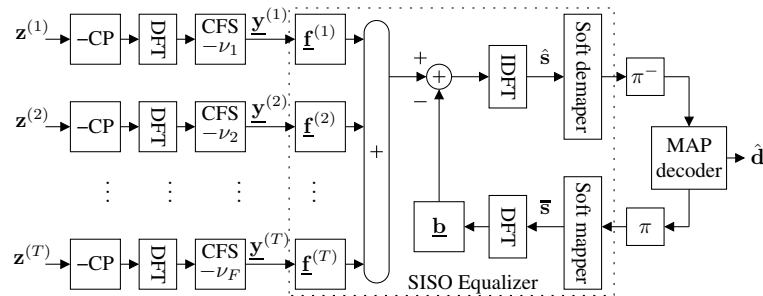 z^(1) –CP DFT CFS −ν_1 y^(1) f^(1)
z^(2) –CP DFT CFS −ν_2 y^(2) f^(2)
⋮ ⋮ ⋮ ⋮
z^(T) –CP DFT CFS −ν_F y^(T) f^(T)
+
+
−
+
IDFT
ŝ
Soft demaper
π^−
MAP
decoder
d̂
b
DFT
s̄
Soft mapper
π
SISO Equalizer